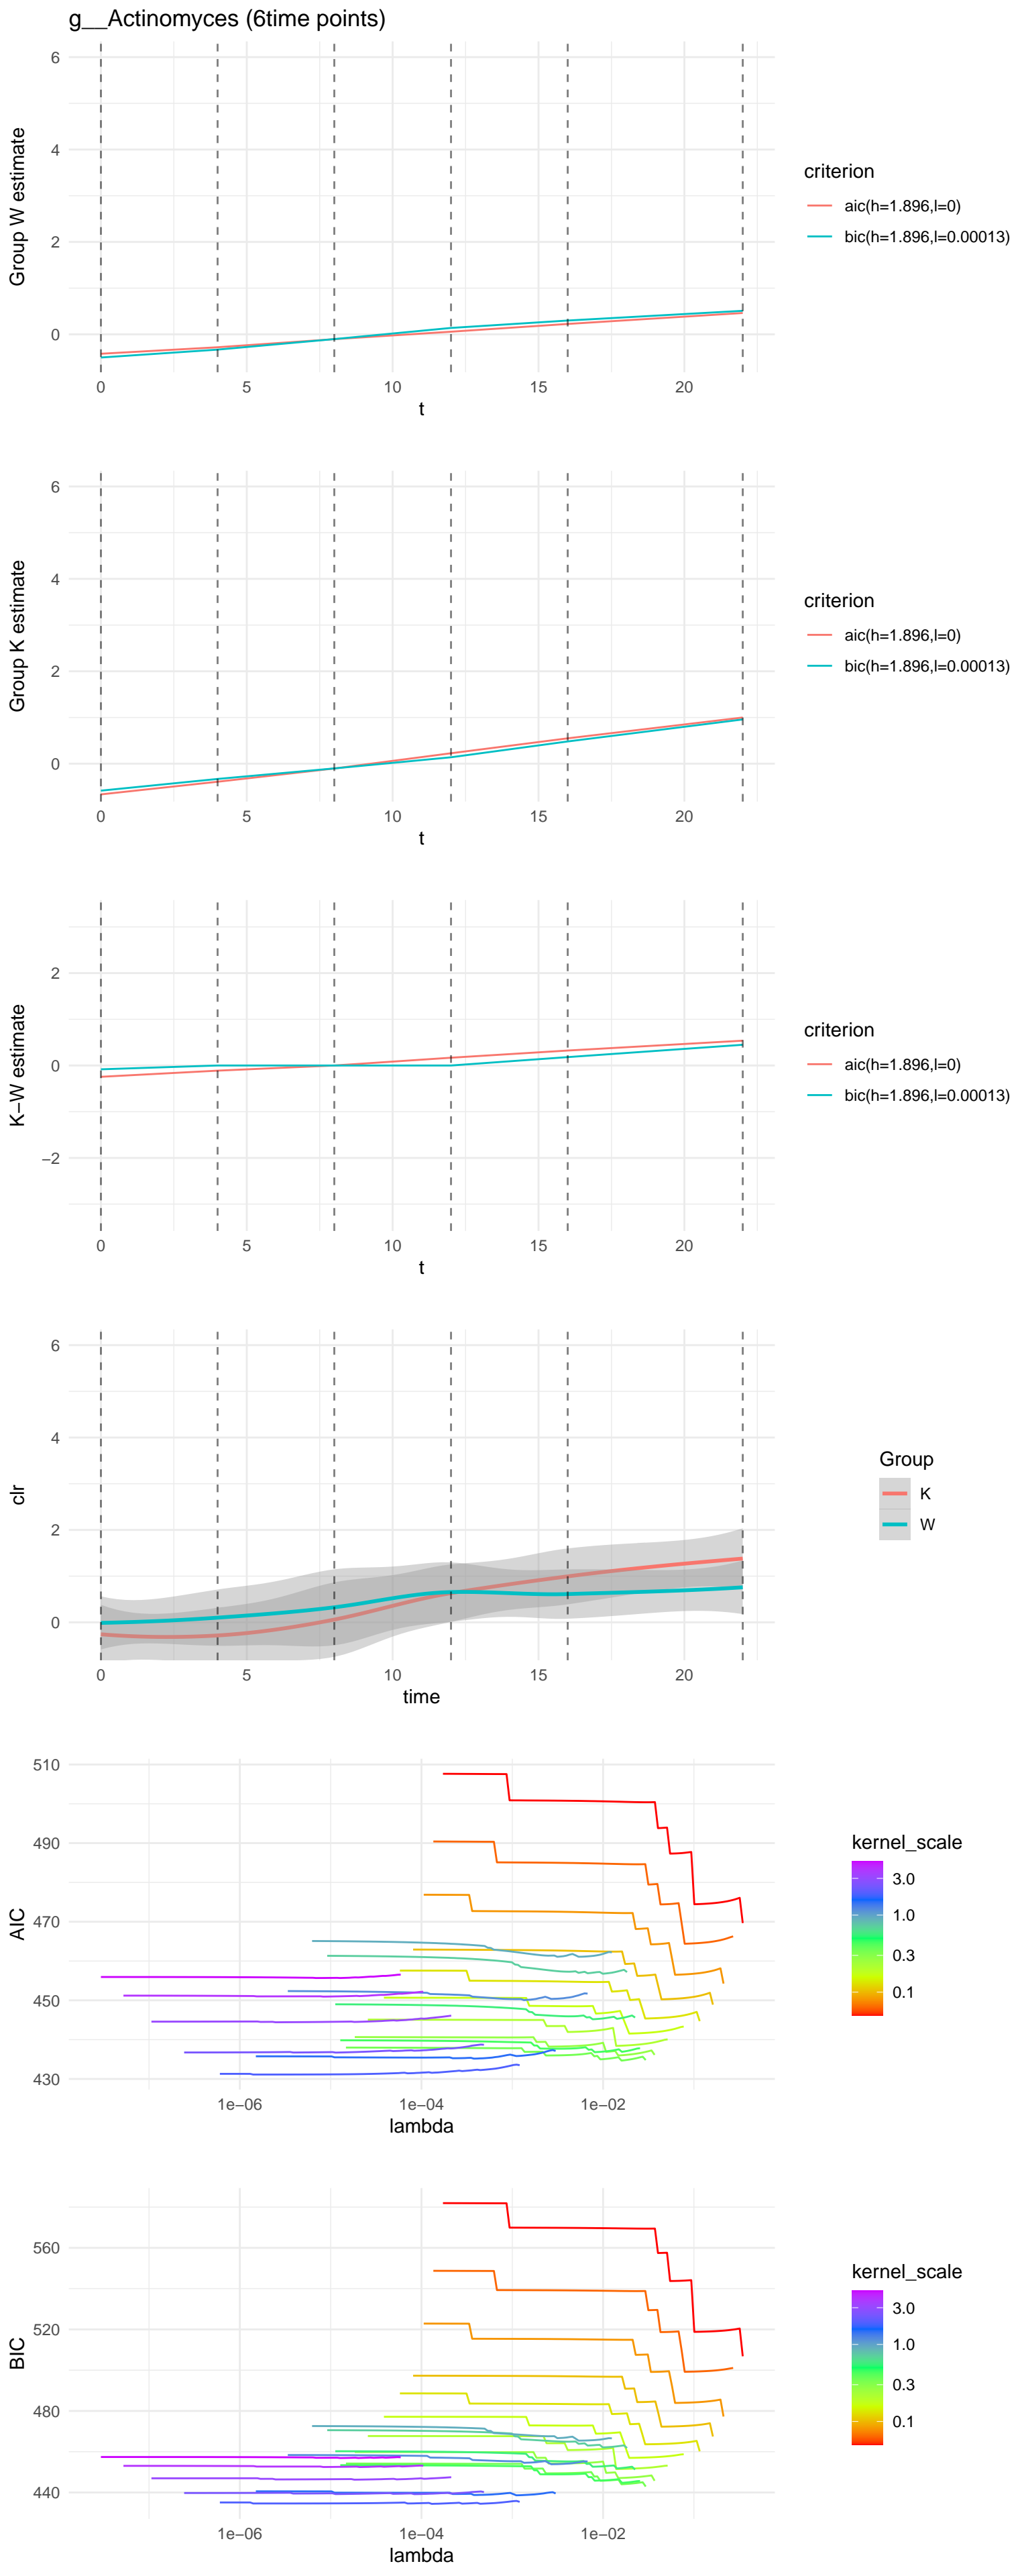 g__Actinomyces (6time points)
Group W estimate
6
4
2
0
0
5
10
15
20
t
criterion
aic(h=1.896,l=0)
bic(h=1.896,l=0.00013)
Group K estimate
6
4
2
0
0
5
10
15
20
t
criterion
aic(h=1.896,l=0)
bic(h=1.896,l=0.00013)
K−W estimate
2
0
−2
0
5
10
15
20
t
criterion
aic(h=1.896,l=0)
bic(h=1.896,l=0.00013)
clr
6
4
2
0
0
5
10
15
20
time
Group
K
W
AIC
510
490
470
450
430
1e−06
1e−04
1e−02
lambda
kernel_scale
3.0
1.0
0.3
0.1
BIC
560
520
480
440
1e−06
1e−04
1e−02
lambda
kernel_scale
3.0
1.0
0.3
0.1